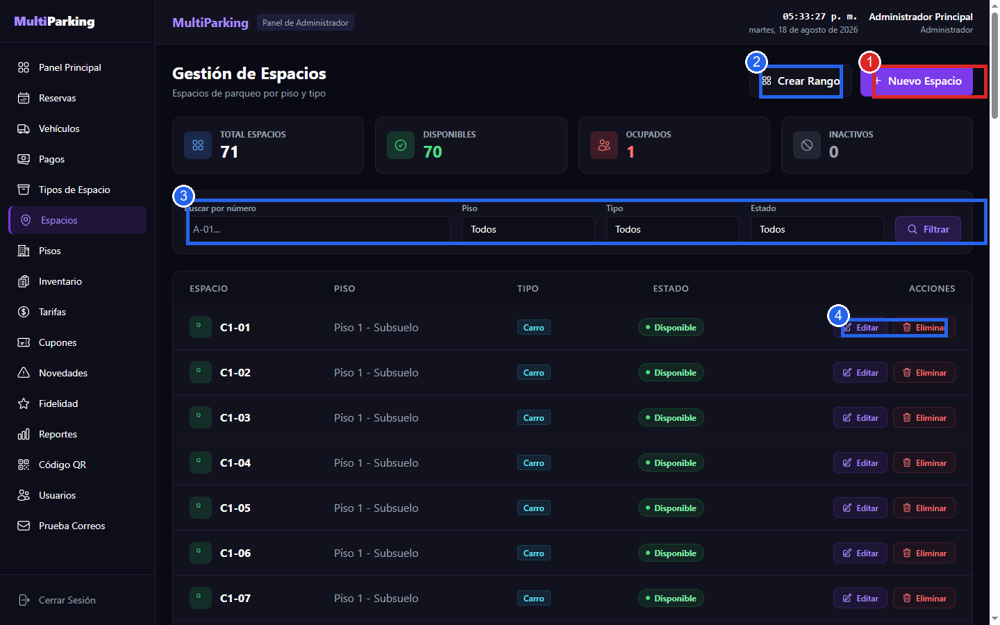 MultiParking
MultiParking
Panel de Administrador
05:33:27 p. m.
martes, 18 de agosto de 2026
Administrador Principal
Administrador
Panel Principal
Reservas
Vehículos
Pagos
Tipos de Espacio
Espacios
Pisos
Inventario
Tarifas
Cupones
Novedades
Fidelidad
Reportes
Código QR
Usuarios
Prueba Correos
Cerrar Sesión
Gestión de Espacios
Espacios de parqueo por piso y tipo
2
Crear Rango
1
+ Nuevo Espacio
TOTAL ESPACIOS
71
DISPONIBLES
70
OCUPADOS
1
INACTIVOS
0
3
uscar por número
A-01...
Piso
Todos
Tipo
Todos
Estado
Todos
Filtrar
ESPACIO PISO TIPO ESTADO ACCIONES
4
C1-01 Piso 1 - Subsuelo Carro Disponible Editar Eliminar
C1-02 Piso 1 - Subsuelo Carro Disponible Editar Eliminar
C1-03 Piso 1 - Subsuelo Carro Disponible Editar Eliminar
C1-04 Piso 1 - Subsuelo Carro Disponible Editar Eliminar
C1-05 Piso 1 - Subsuelo Carro Disponible Editar Eliminar
C1-06 Piso 1 - Subsuelo Carro Disponible Editar Eliminar
C1-07 Piso 1 - Subsuelo Carro Disponible Editar Eliminar